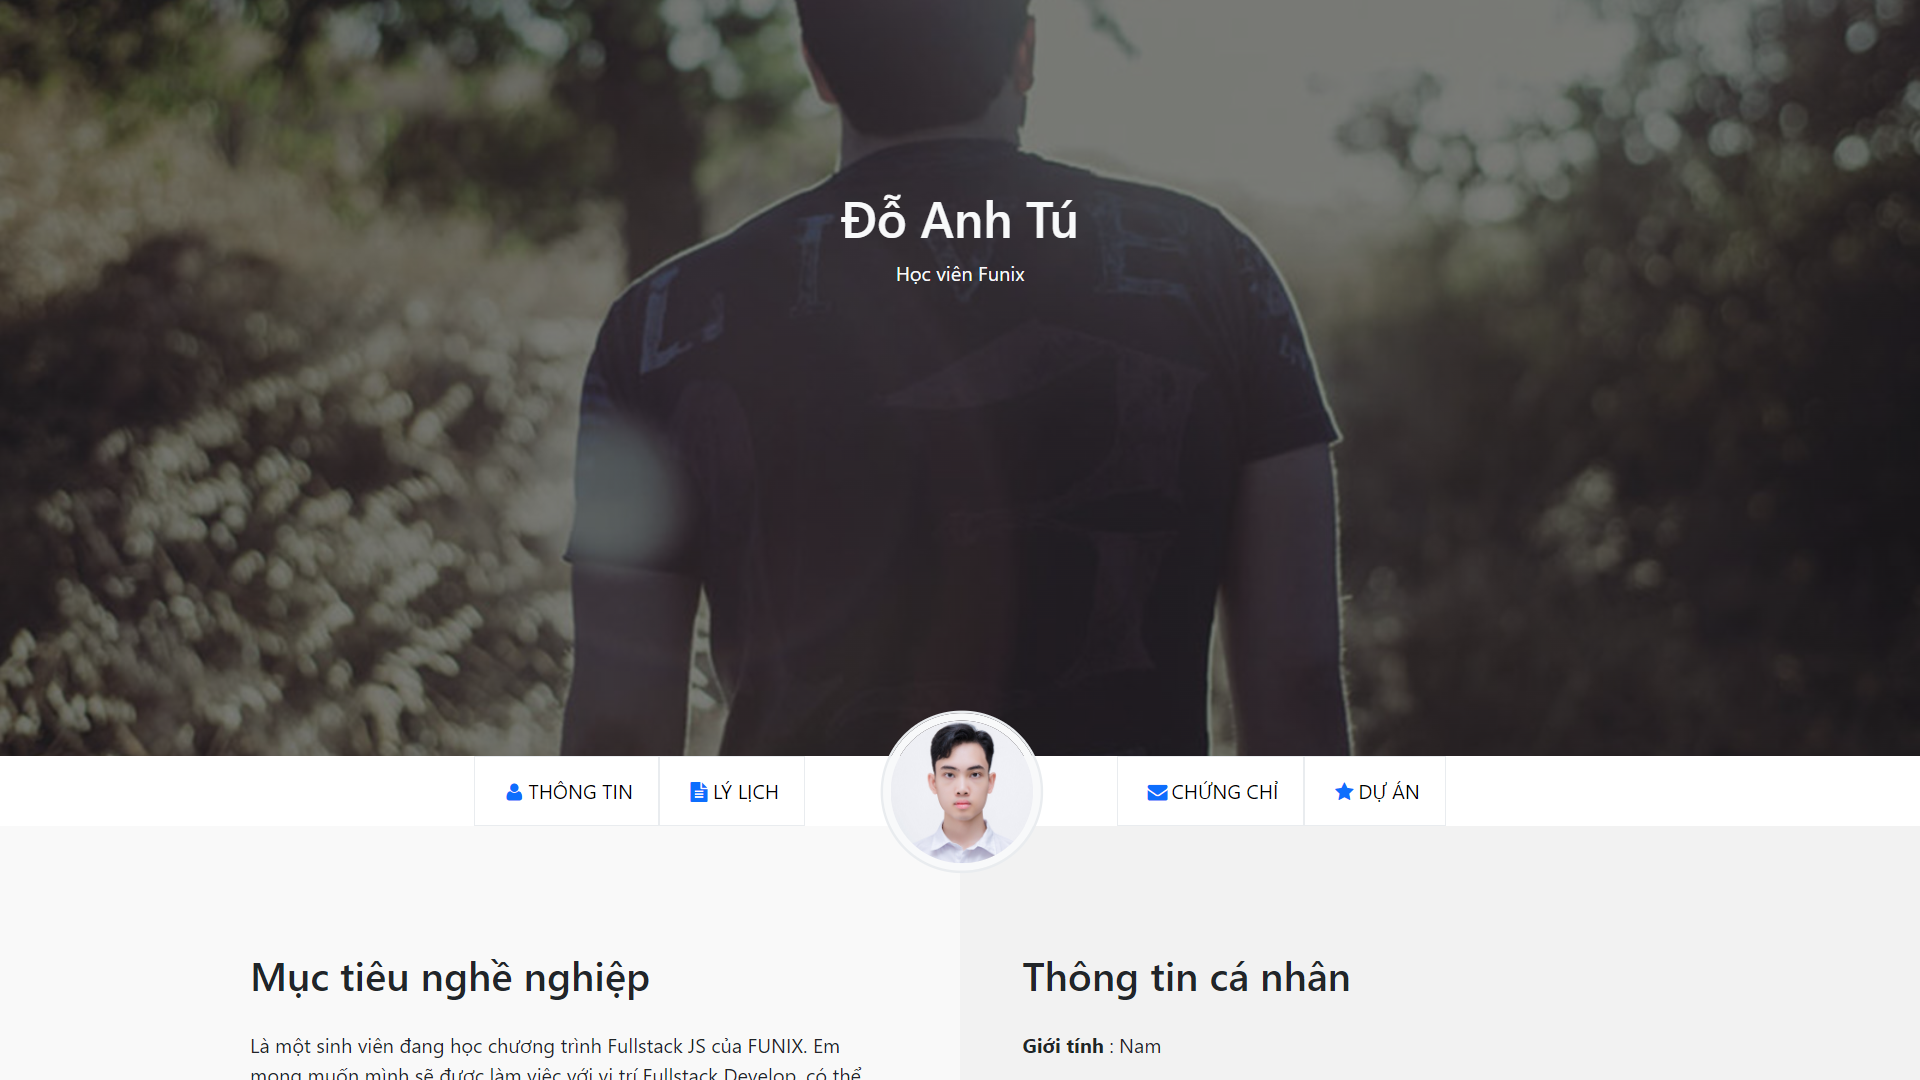 LIVE
Đỗ Anh Tú
Học viên Funix
THÔNG TIN
LÝ LỊCH
CHỨNG CHỈ
DỰ ÁN
Mục tiêu nghề nghiệp
Là một sinh viên đang học chương trình Fullstack JS của FUNIX. Em
mong muốn mình sẽ được làm việc với vị trí Fullstack Develop, có thể
Thông tin cá nhân
Giới tính : Nam